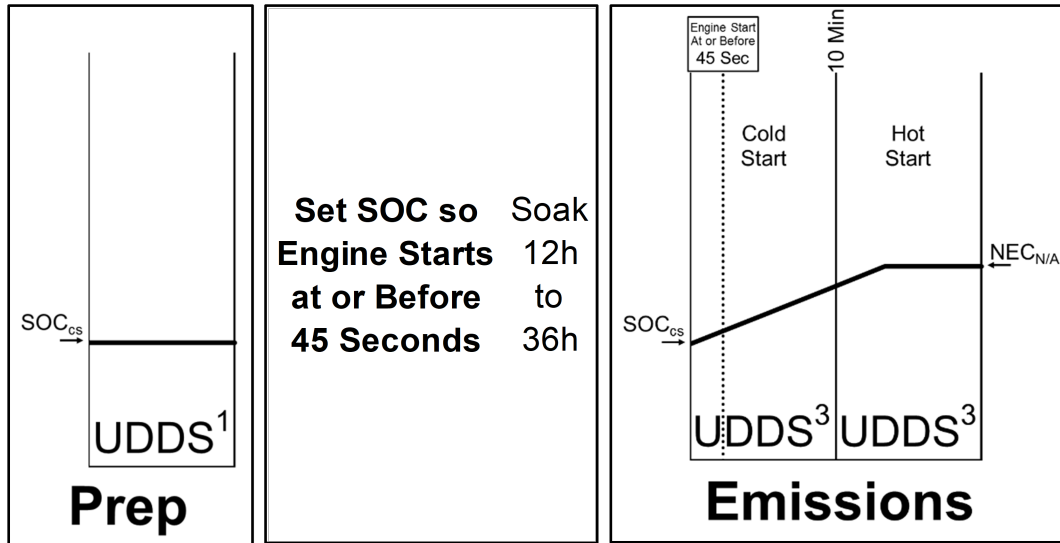 SOCcs
UDDS¹
Prep
Set SOC so
Engine Starts
at or Before
45 Seconds
Soak
12h
to
36h
Engine Start
At or Before
45 Sec
10 Min
Cold
Start
Hot
Start
SOCcs
NECN/A
UDDS³
UDDS³
Emissions